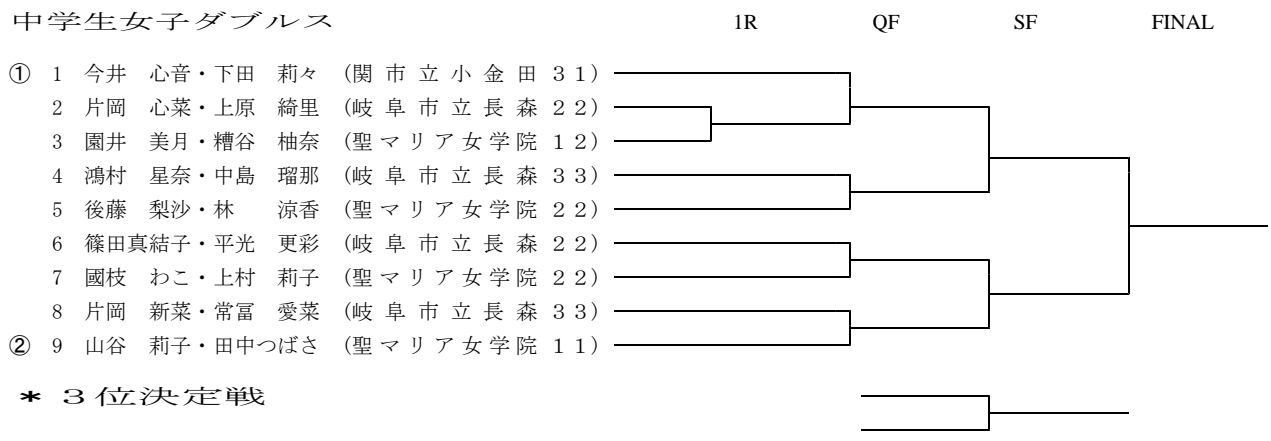 中学生女子ダブルス 1R QF SF FINAL
① 1 今井 心音・下田 莉々 (関市立小金田31)
2 片岡 心菜・上原 綺里 (岐阜市立長森22)
3 園井 美月・糟谷 柚奈 (聖マリア女学院12)
4 鴻村 星奈・中島 瑠那 (岐阜市立長森33)
5 後藤 梨沙・林 涼香 (聖マリア女学院22)
6 篠田真結子・平光 更彩 (岐阜市立長森22)
7 國枝 わこ・上村 莉子 (聖マリア女学院22)
8 片岡 新菜・常冨 愛菜 (岐阜市立長森33)
② 9 山谷 莉子・田中つばさ (聖マリア女学院11)
* 3位決定戦